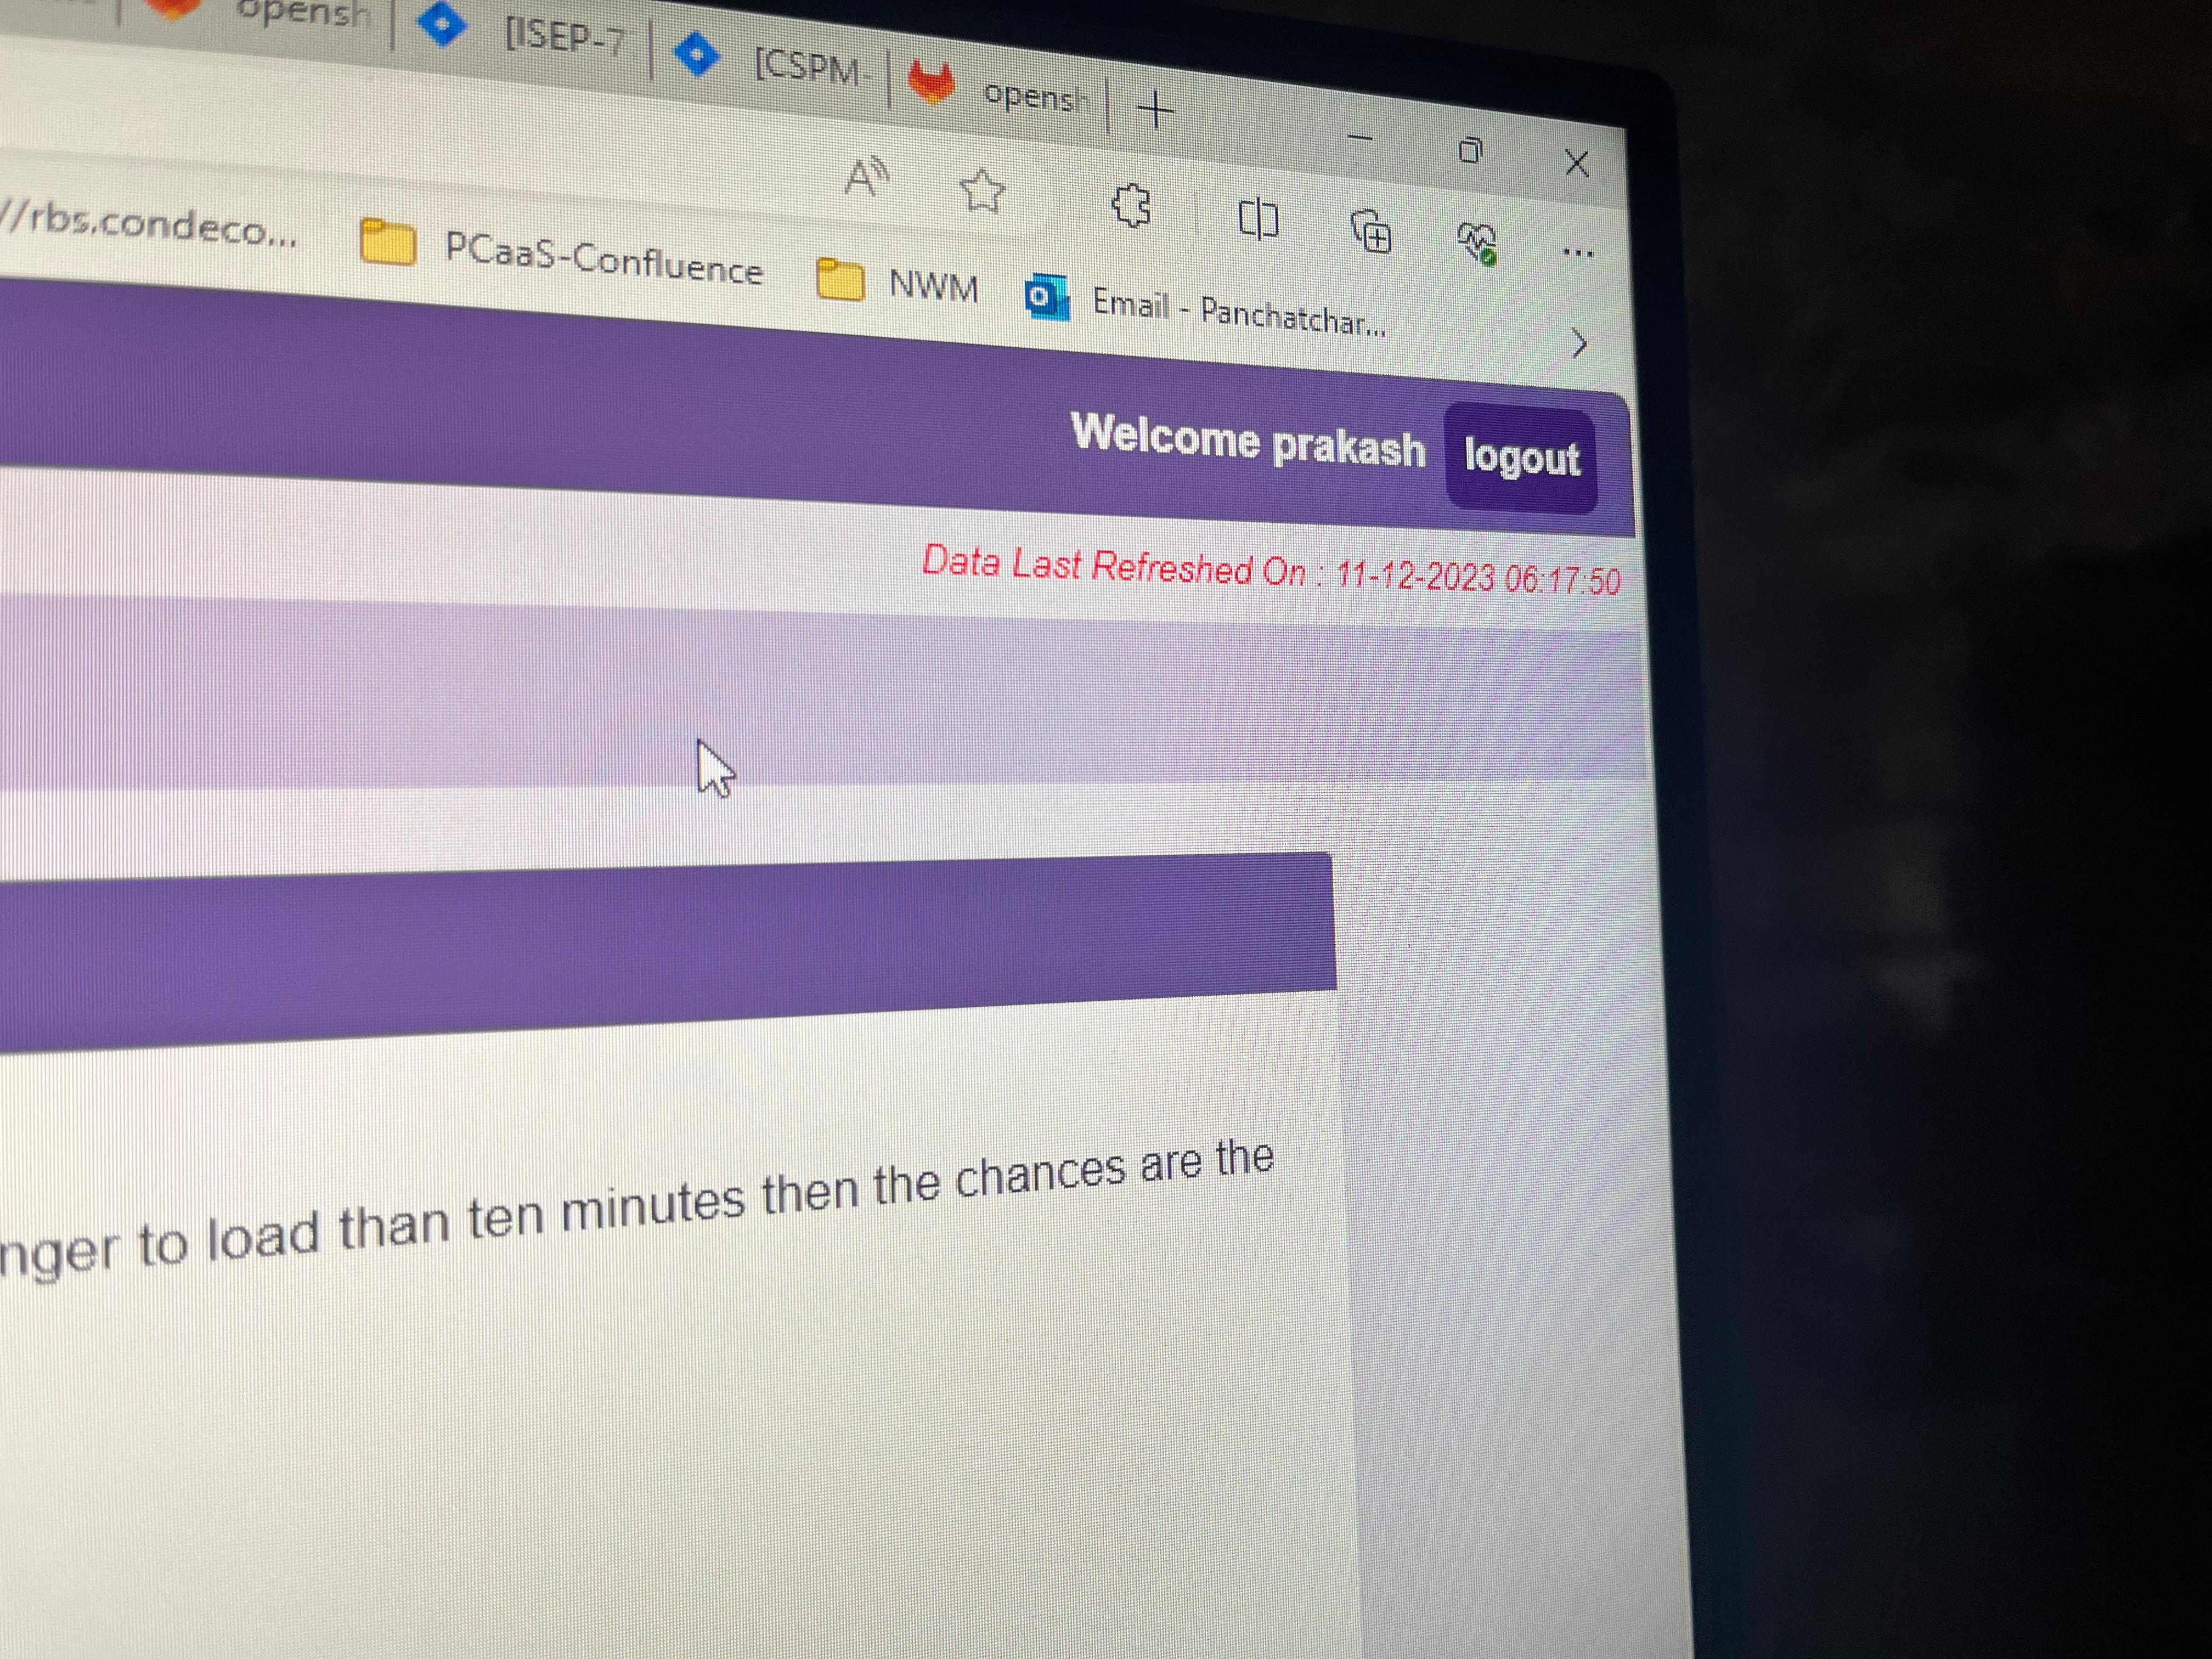 opensh
[ISEP-7
[CSPM-
opensh
//rbs.condeco...
PCaaS-Confluence
NWM
Email - Panchatchar...
Welcome prakash
logout
Data Last Refreshed On : 11-12-2023 06:17:50
nger to load than ten minutes then the chances are the